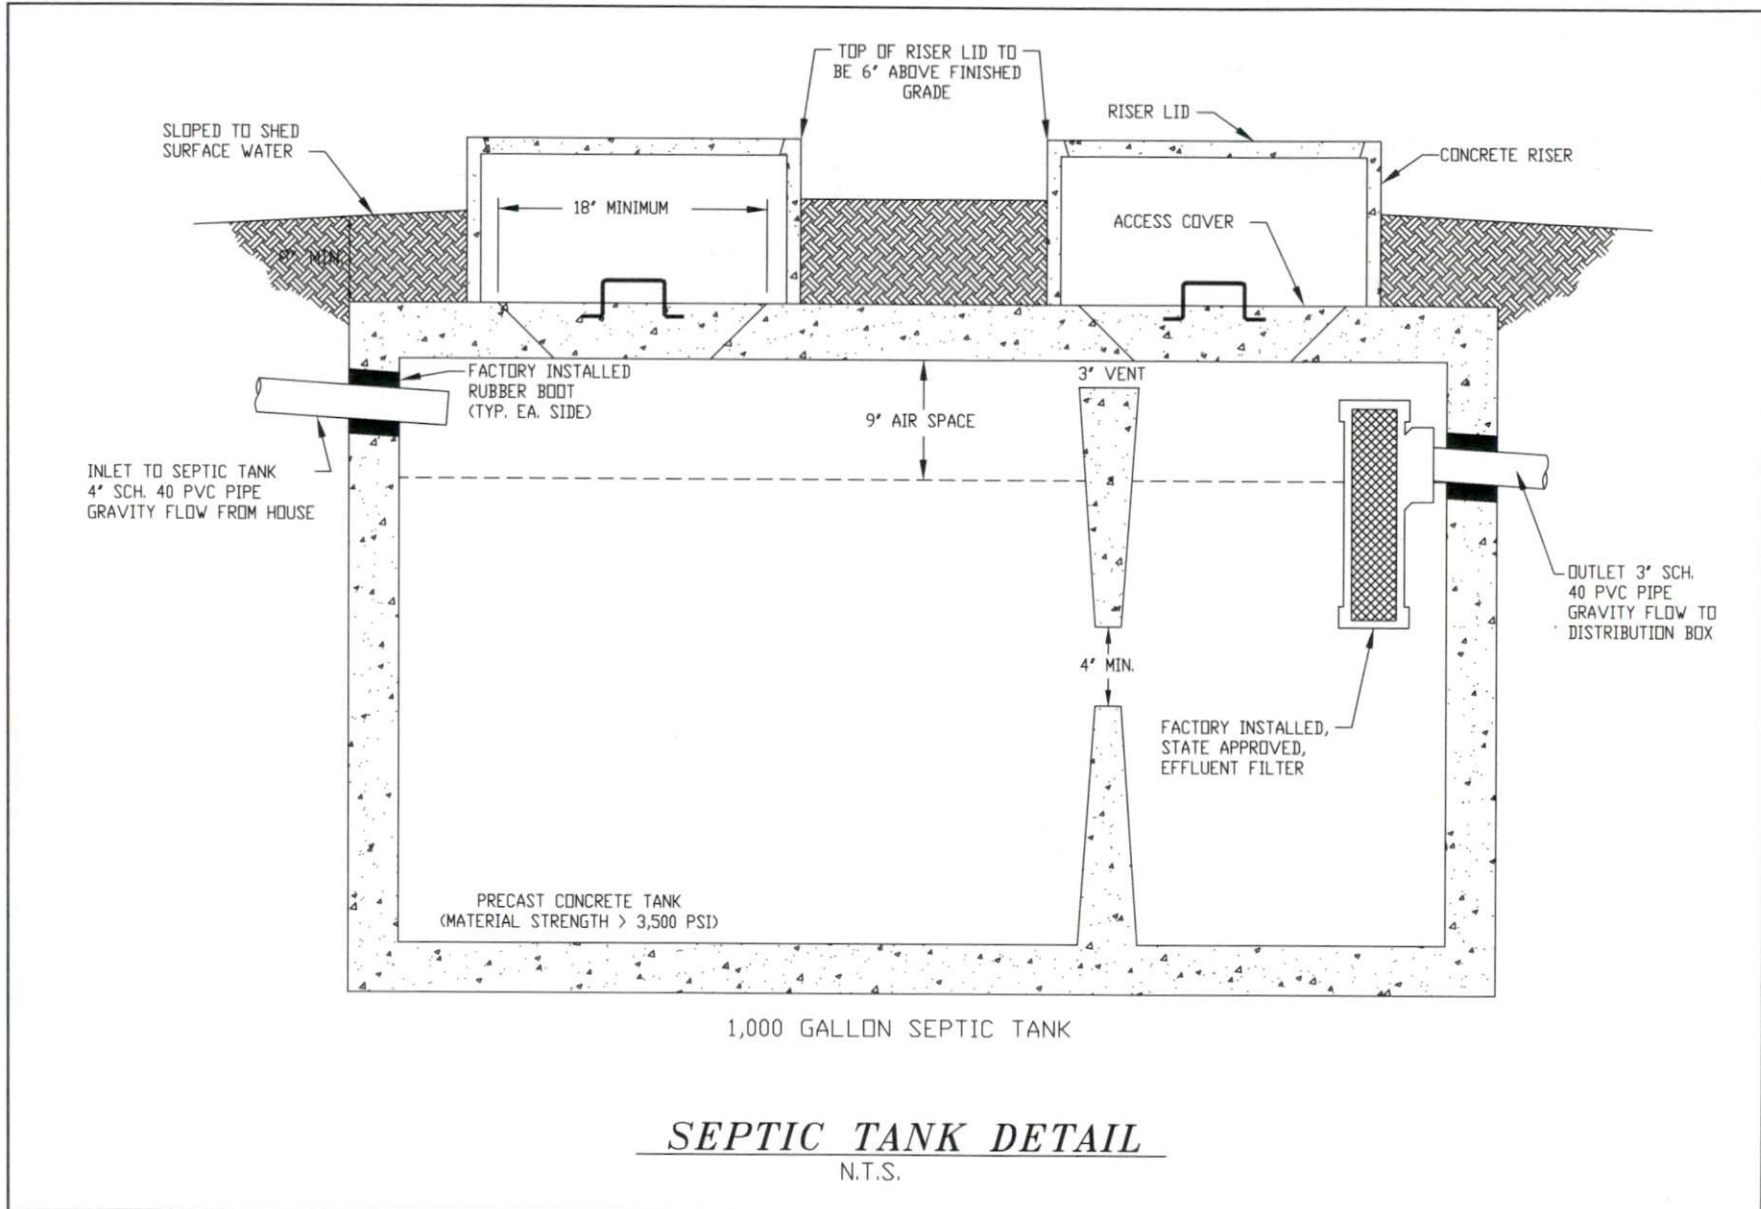 TOP OF RISER LID TO
BE 6" ABOVE FINISHED
GRADE
RISER LID
SLOPED TO SHED
SURFACE WATER
CONCRETE RISER
18" MINIMUM
ACCESS COVER
MIN.
FACTORY INSTALLED
RUBBER BOOT
(TYP. EA. SIDE)
3" VENT
9" AIR SPACE
INLET TO SEPTIC TANK
4" SCH. 40 PVC PIPE
GRAVITY FLOW FROM HOUSE
OUTLET 3" SCH.
40 PVC PIPE
GRAVITY FLOW TO
DISTRIBUTION BOX
4" MIN.
FACTORY INSTALLED,
STATE APPROVED,
EFFLUENT FILTER
PRECAST CONCRETE TANK
(MATERIAL STRENGTH > 3,500 PSI)
1,000 GALLON SEPTIC TANK
SEPTIC TANK DETAIL
N.T.S.